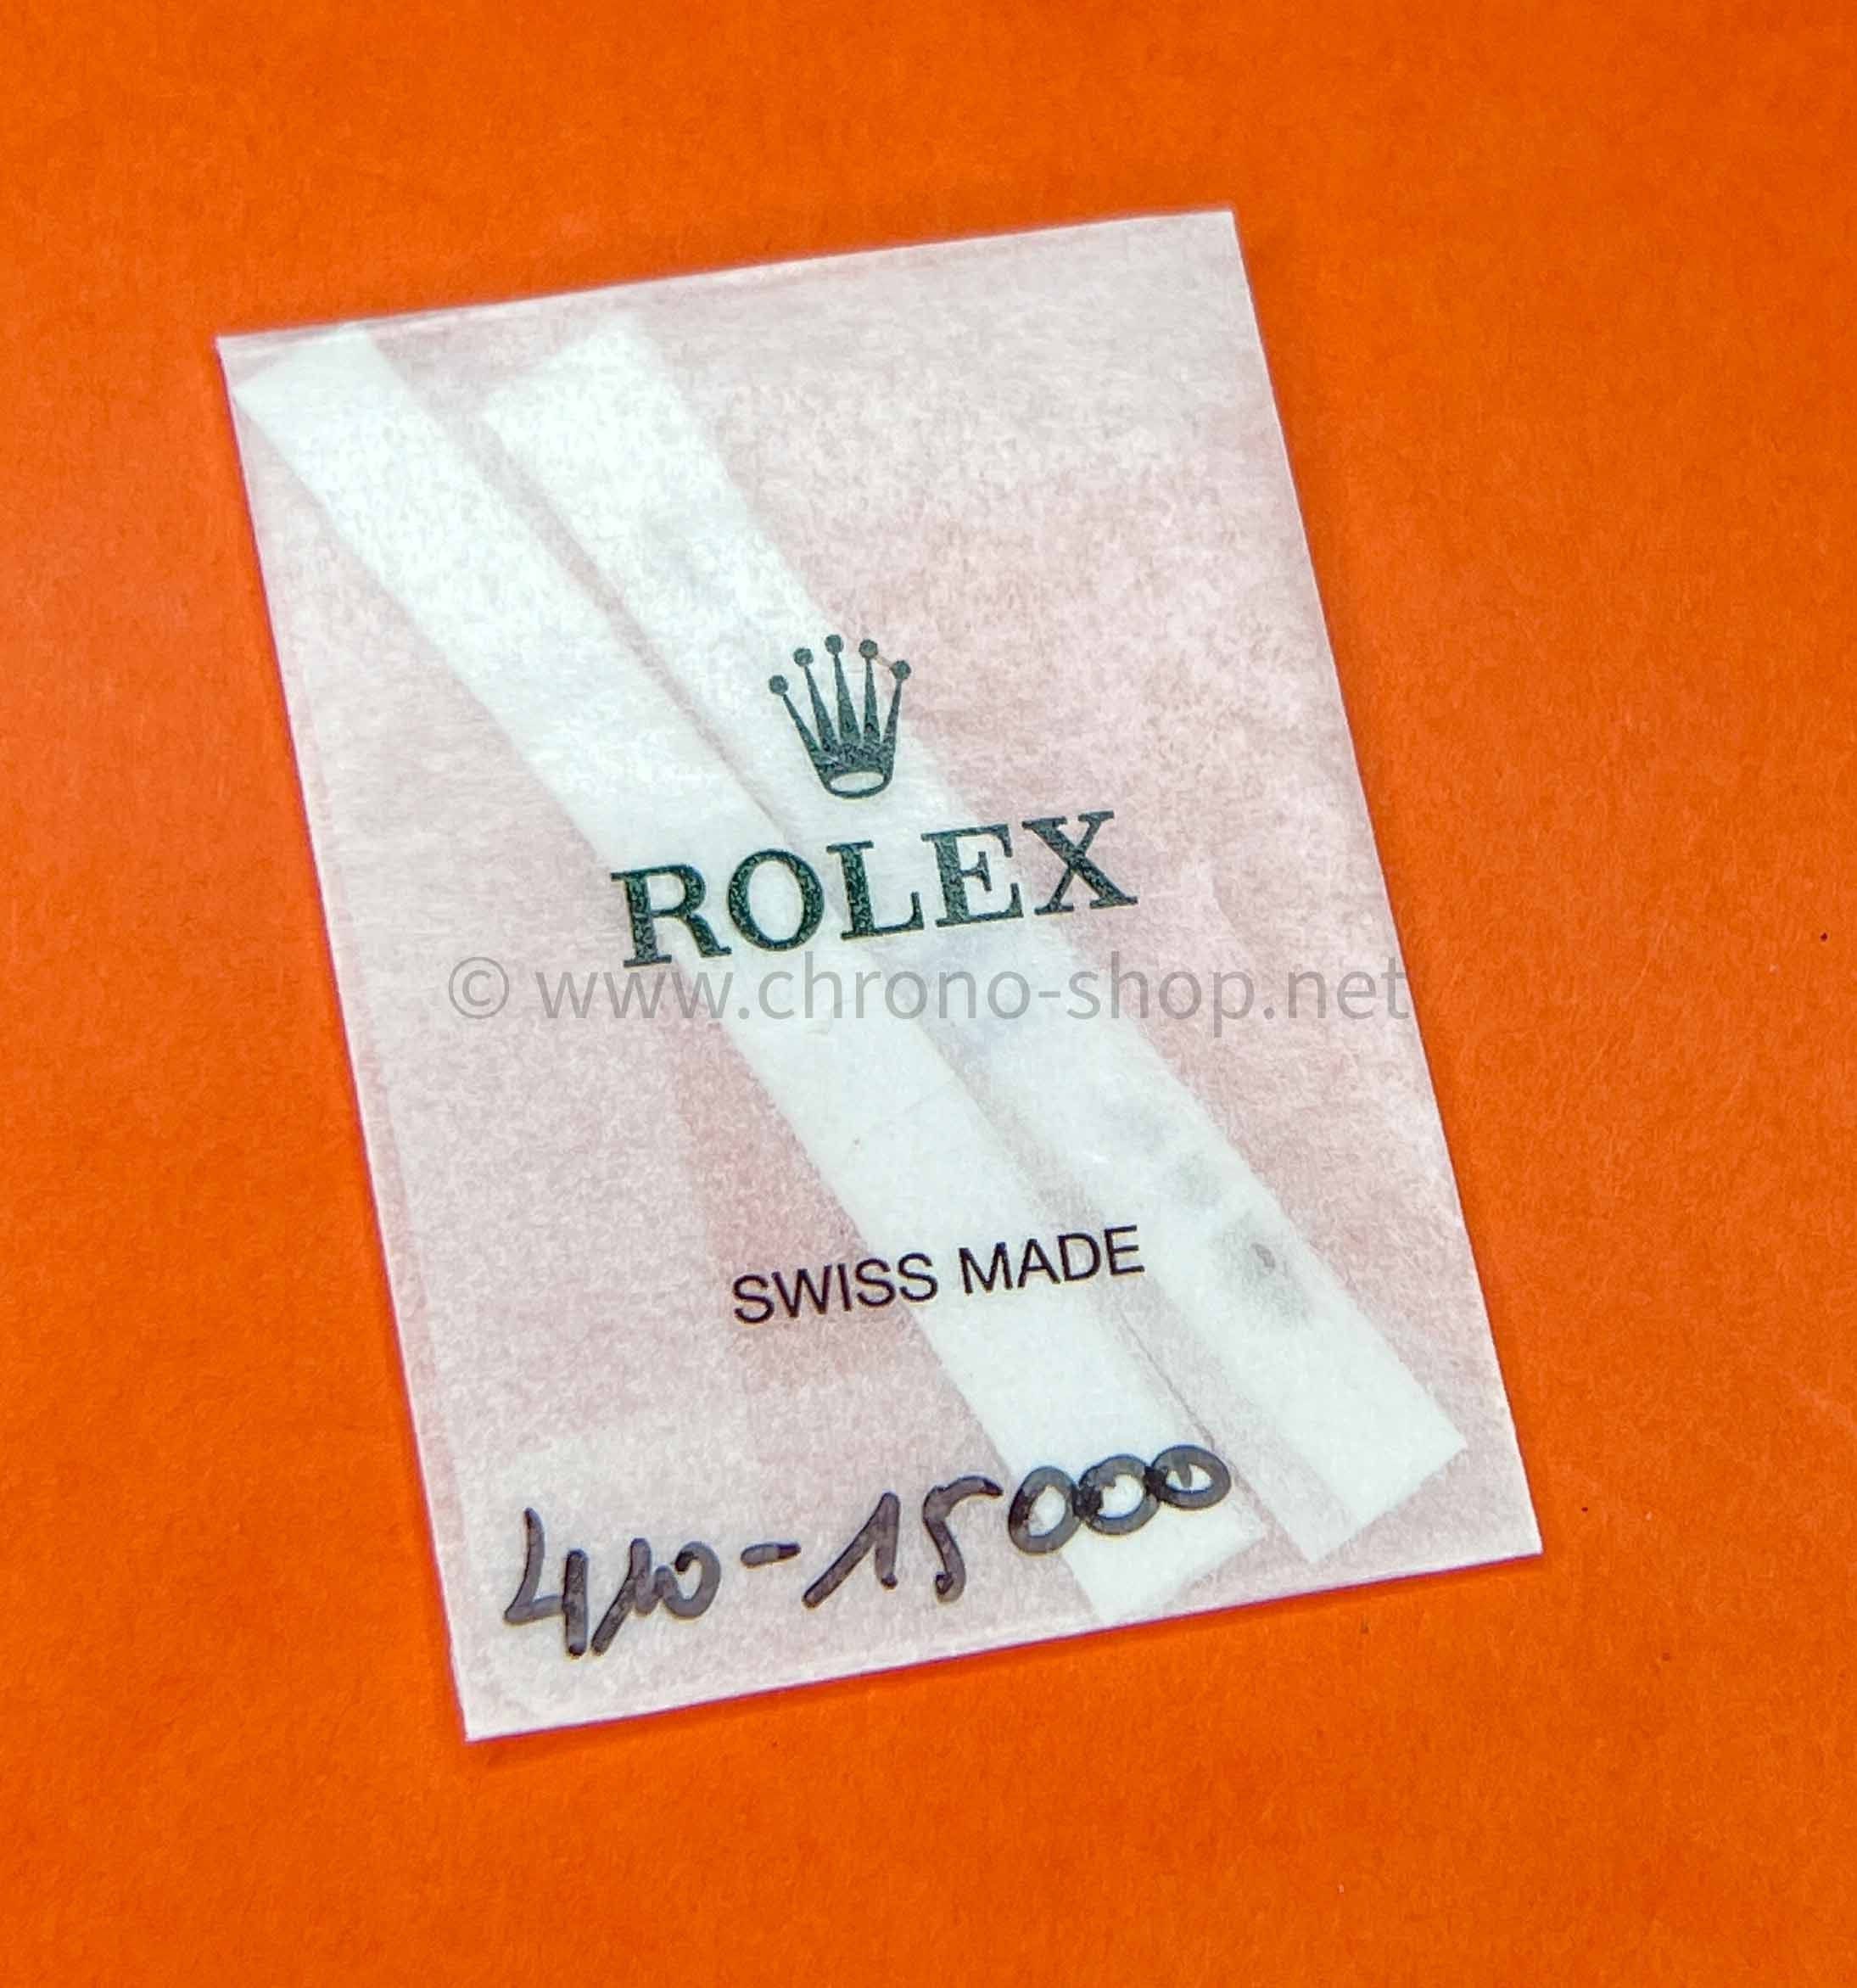 ROLEX
© www.chrono-shop.net
SWISS MADE
410-15000